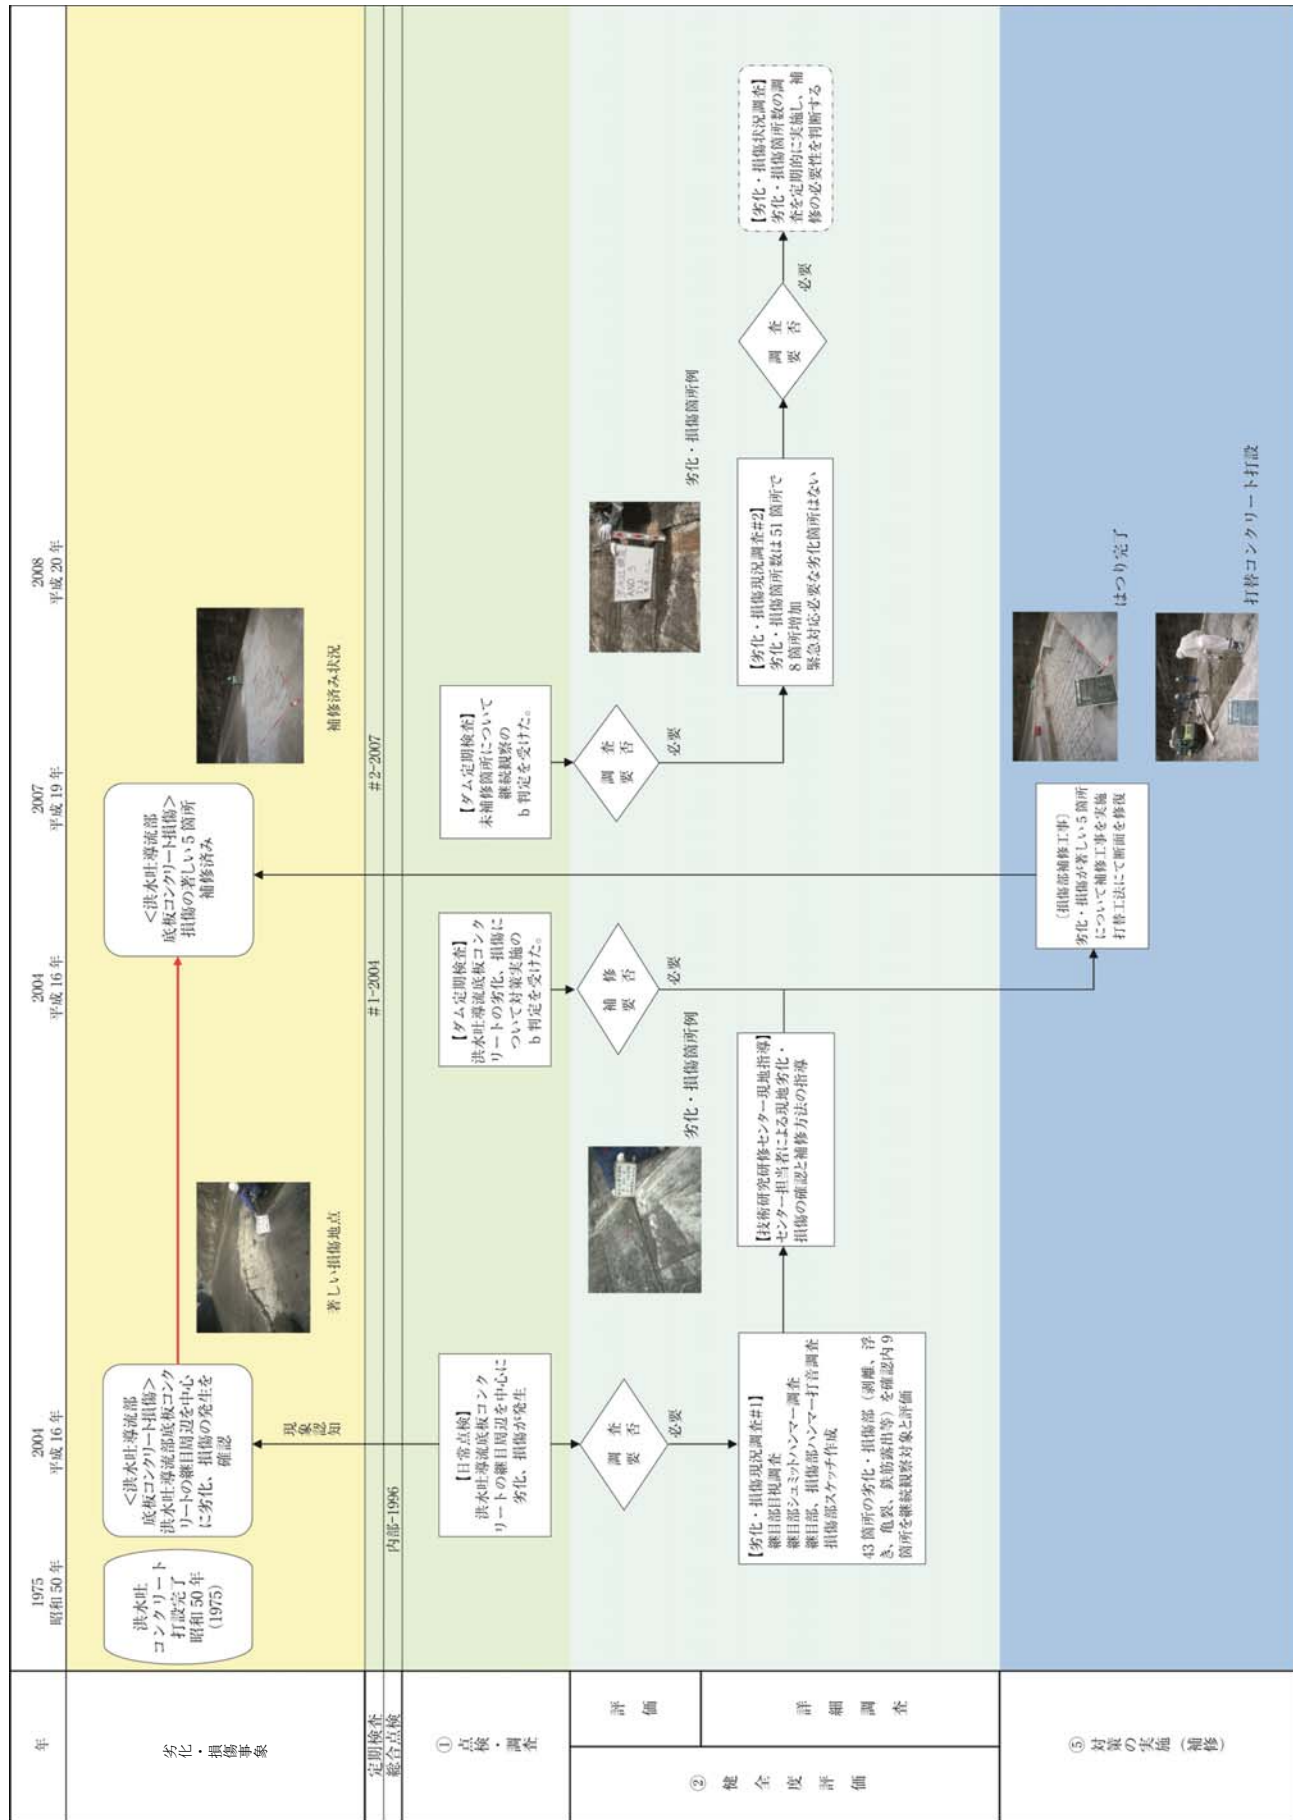 年
1975
昭和 50 年
2004
平成 16 年
2004
平成 16 年
2007
平成 19 年
2008
平成 20 年
劣化・損傷事象
洪水吐
コンクリート
打設完了
昭和 50 年
(1975)
＜洪水吐導流部
底板コンクリート損傷＞
洪水吐導流部底板コンク
リートの継目周辺を中心
に劣化、損傷の発生を
確認
現象認知
著しい損傷地点
＜洪水吐導流部
底板コンクリート損傷＞
損傷の著しい 5 箇所
補修済み
補修済み状況
定期検査
#1-2004
#2-2007
総合点検
内部-1996
①点検・調査
【日常点検】
洪水吐導流底板コンク
リートの継目周辺を中心に
劣化、損傷が発生
【ダム定期検査】
洪水吐導流底板コンク
リートの劣化、損傷に
ついて対策実施の
b 判定を受けた。
【ダム定期検査】
未補修箇所について
継続観察の
b 判定を受けた。
②健全度評価
評価
調査
要否
必要
劣化・損傷箇所例
補修
要否
必要
調査
要否
必要
劣化・損傷箇所例
詳細調査
【劣化・損傷現況調査#1】
継目部目視調査
継目部シュミットハンマー調査
継目部、損傷部ハンマー打音調査
損傷部スケッチ作成
43 箇所の劣化・損傷部（剥離、浮
き、亀裂、鉄筋露出等）を確認内 9
箇所を継続観察対象と評価
【技術研究研修センター現地指導】
センター担当者による現地劣化・
損傷の確認と補修方法の指導
【劣化・損傷現況調査#2】
劣化・損傷箇所数は 51 箇所で
8 箇所増加
緊急対応必要な劣化箇所はない
調査
要否
必要
【劣化・損傷状況調査】
劣化・損傷箇所数の調
査を定期的に実施し、補
修の必要性を判断する
⑤対策の実施（補修）
〔損傷部補修工事〕
劣化・損傷が著しい 5 箇所
について補修工事を実施
打替工法にて断面を修復
はつり完了
打替コンクリート打設